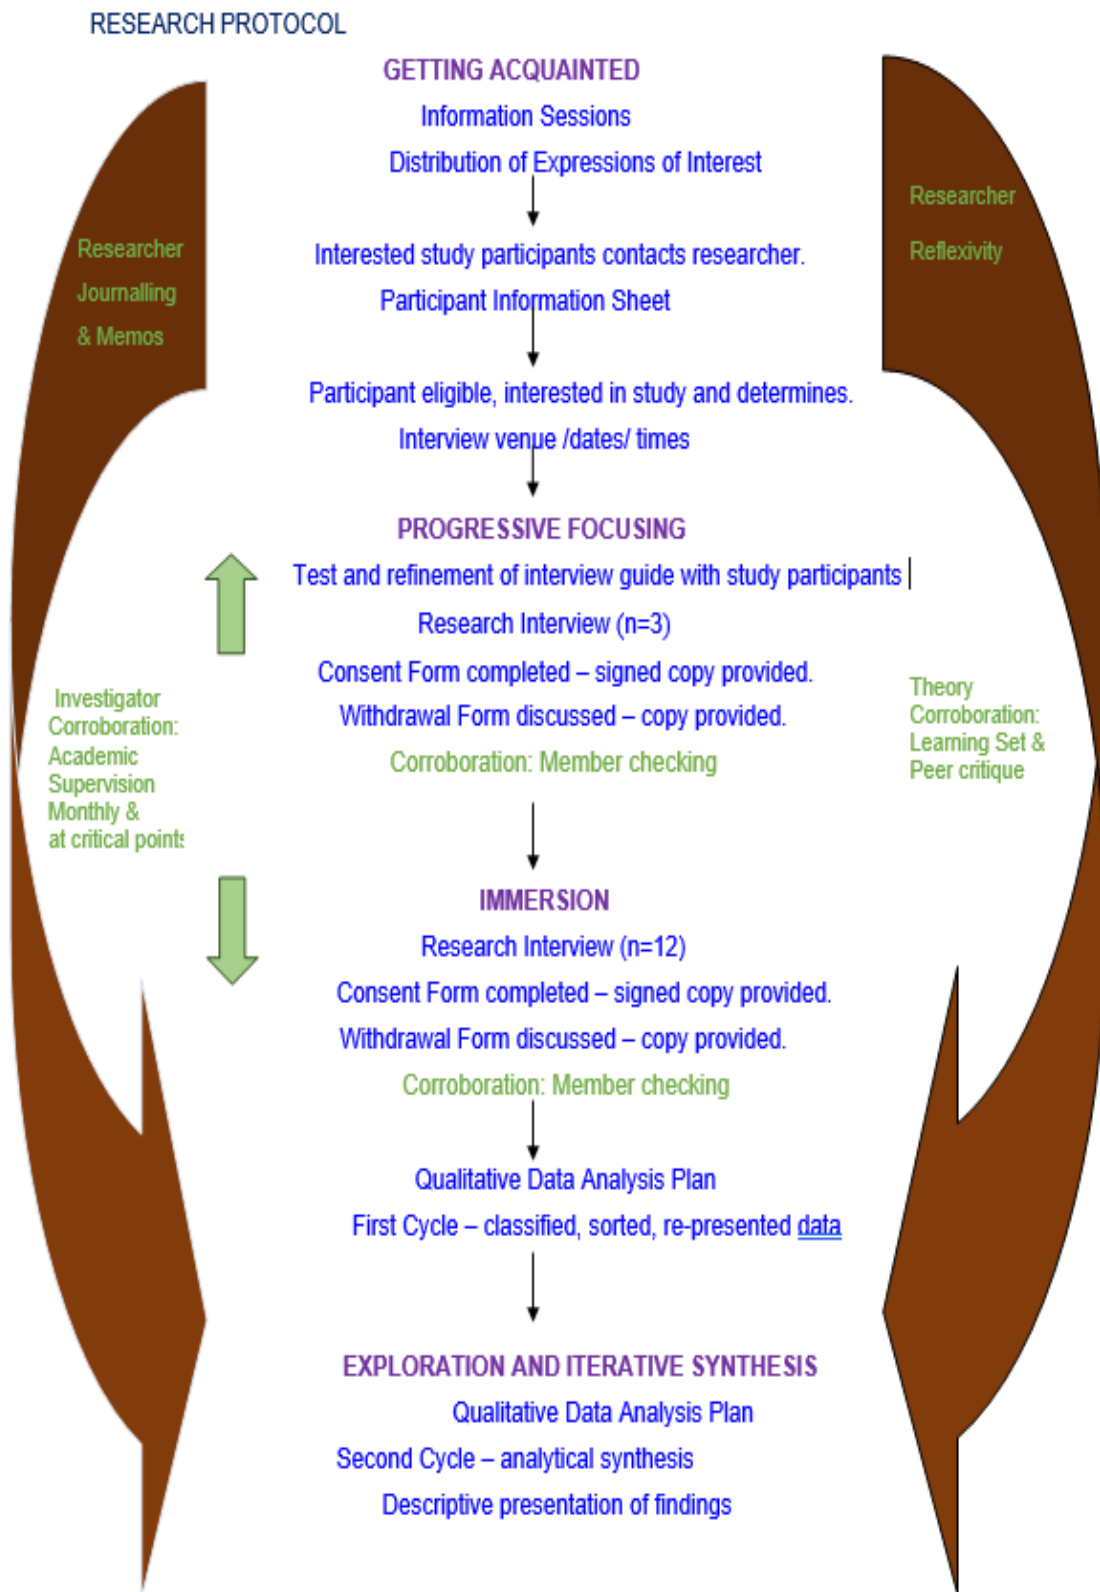 RESEARCH PROTOCOL
GETTING ACQUAINTED
Information Sessions
Distribution of Expressions of Interest
Researcher
Journalling
& Memos
Researcher
Reflexivity
Interested study participants contacts researcher.
Participant Information Sheet
Participant eligible, interested in study and determines.
Interview venue /dates/ times
PROGRESSIVE FOCUSING
Test and refinement of interview guide with study participants
Research Interview (n=3)
Consent Form completed – signed copy provided.
Withdrawal Form discussed – copy provided.
Corroboration: Member checking
Investigator
Corroboration:
Academic
Supervision
Monthly &
at critical points
Theory
Corroboration:
Learning Set &
Peer critique
IMMERSION
Research Interview (n=12)
Consent Form completed – signed copy provided.
Withdrawal Form discussed – copy provided.
Corroboration: Member checking
Qualitative Data Analysis Plan
First Cycle – classified, sorted, re-presented data
EXPLORATION AND ITERATIVE SYNTHESIS
Qualitative Data Analysis Plan
Second Cycle – analytical synthesis
Descriptive presentation of findings